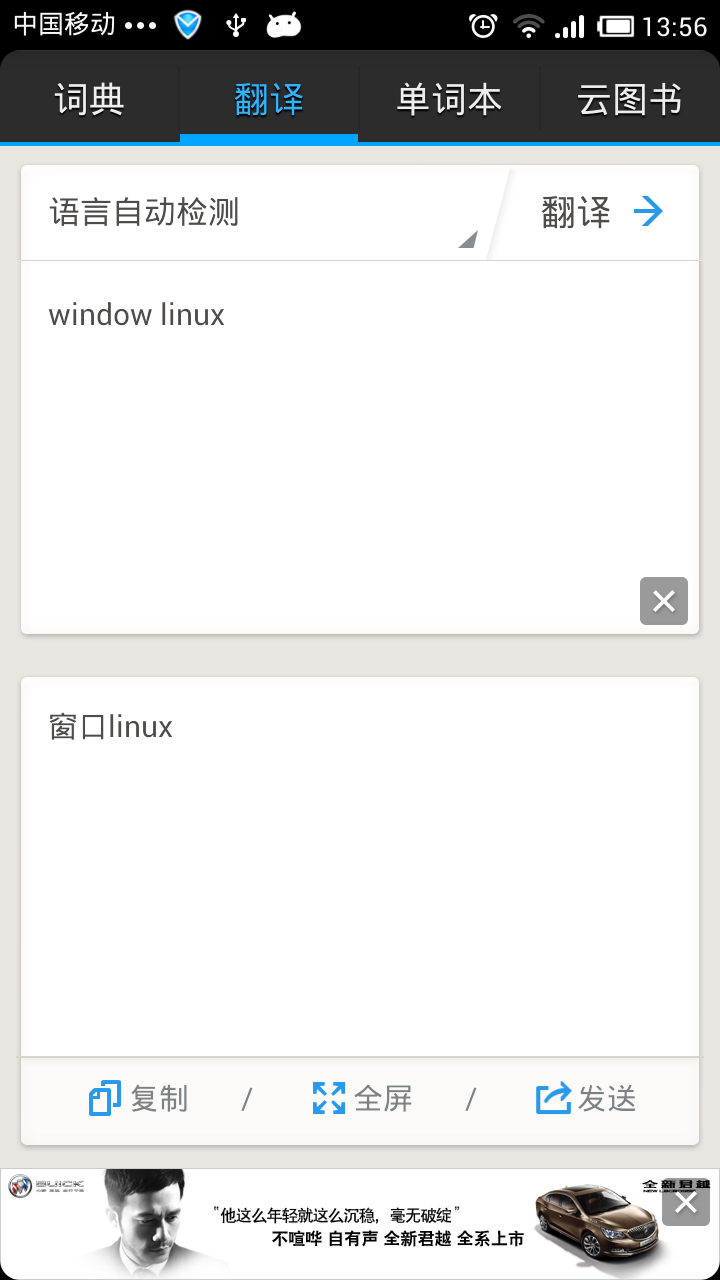 中国移动 ••• 13:56
词典 翻译 单词本 云图书
语言自动检测 翻译
window linux
窗口linux
复制 / 全屏 / 发送
BUICK 全新君越
“他这么年轻就这么沉稳，毫无破绽”
不喧哗 自有声 全新君越 全系上市